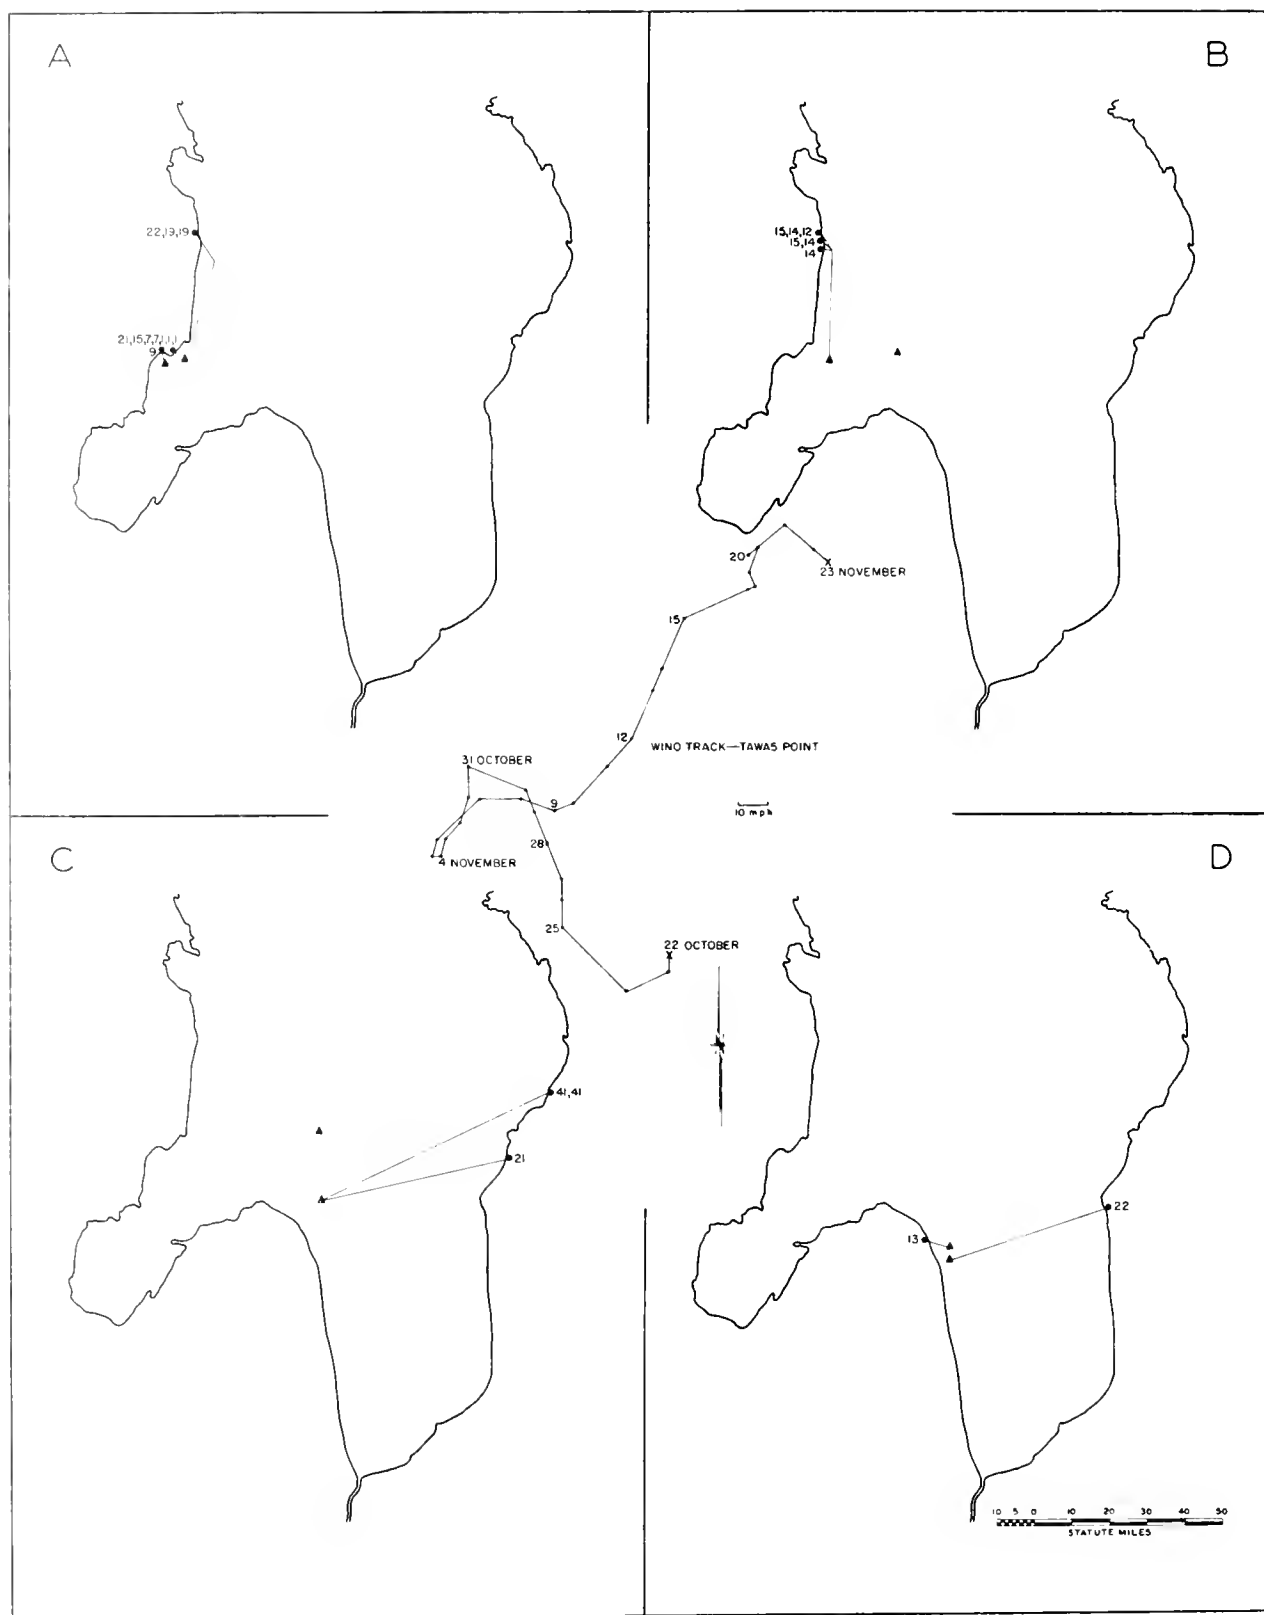 A
B
22,19,19
21,15,7,7,1,1,1
9
15,14,12
15,14
14
20
23 NOVEMBER
15
12
WIND TRACK—TAWAS POINT
31 OCTOBER
9
10 mph
C
28
4 NOVEMBER
D
25
22 OCTOBER
41,41
21
22
13
10 5 0 10 20 30 40 50
STATUTE MILES